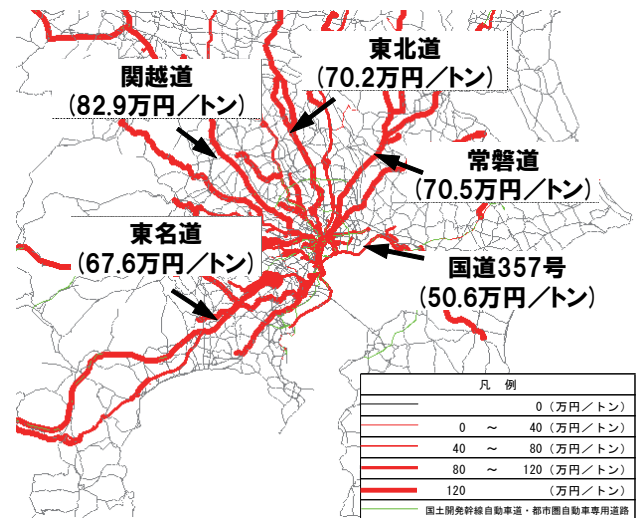 東北道
(70.2万円／トン)
関越道
(82.9万円／トン)
常磐道
(70.5万円／トン)
東名道
(67.6万円／トン)
国道357号
(50.6万円／トン)
凡　例
0 (万円／トン)
0　～　40 (万円／トン)
40　～　80 (万円／トン)
80　～　120 (万円／トン)
120　(万円／トン)
国土開発幹線自動車道・都市圏自動車専用道路